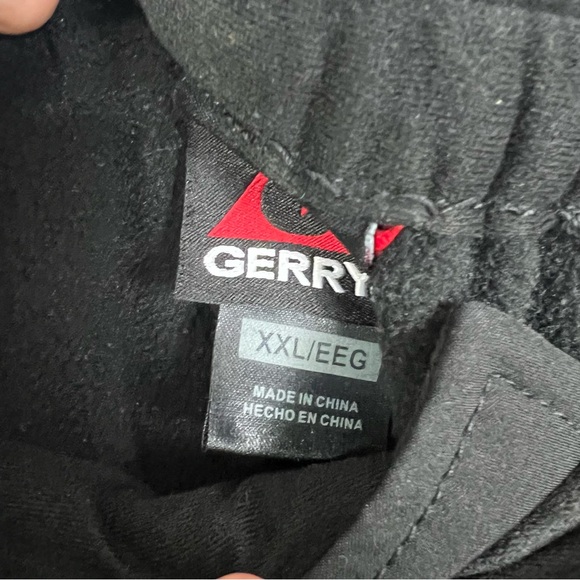 GERRY
XXL/EEG
MADE IN CHINA
HECHO EN CHINA